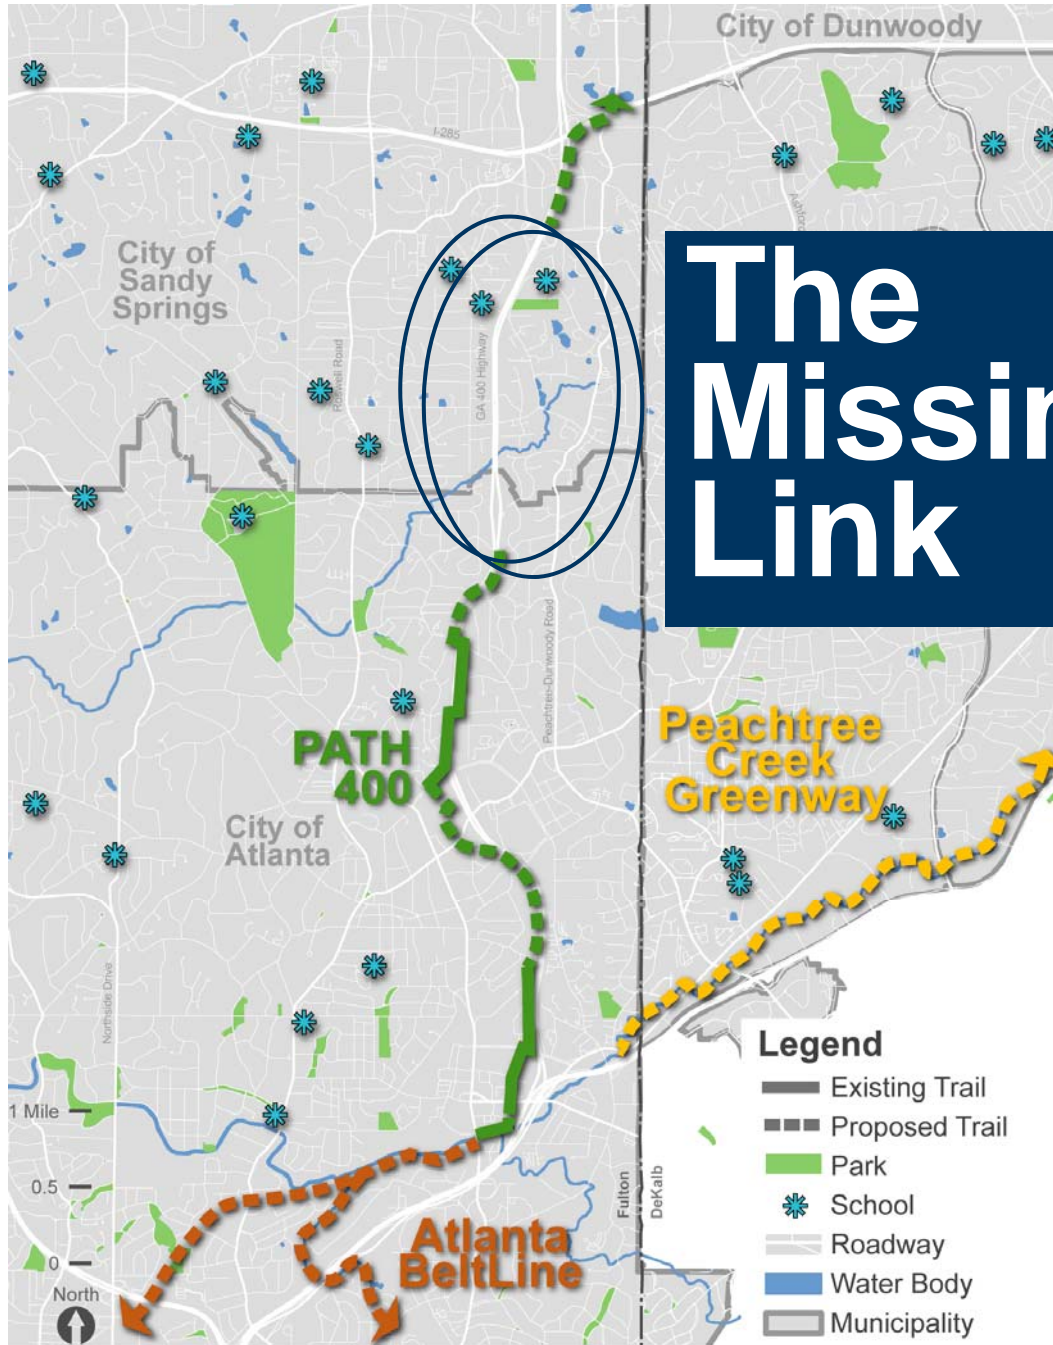 City of Dunwoody
I-285
City of
Sandy
Springs
The
Missin
Link
Roswell Road
GA 400 Highway
Peachtree-Dunwoody Road
PATH
400
Peachtree
Creek
Greenway
City of
Atlanta
Northside Drive
Legend
Existing Trail
Proposed Trail
Park
School
Roadway
Water Body
Municipality
1 Mile
0.5
0
North
Fulton
DeKalb
Atlanta
BeltLine